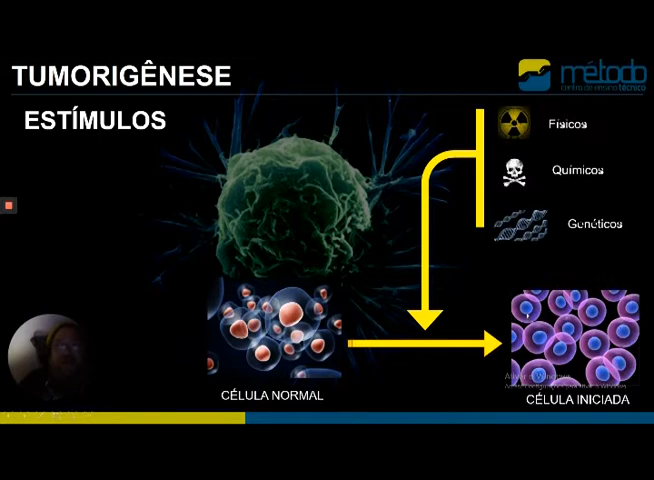 TUMORIGÊNESE
método
centro de ensino técnico
ESTÍMULOS
Físicos
Químicos
Genéticos
CÉLULA NORMAL
CÉLULA INICIADA